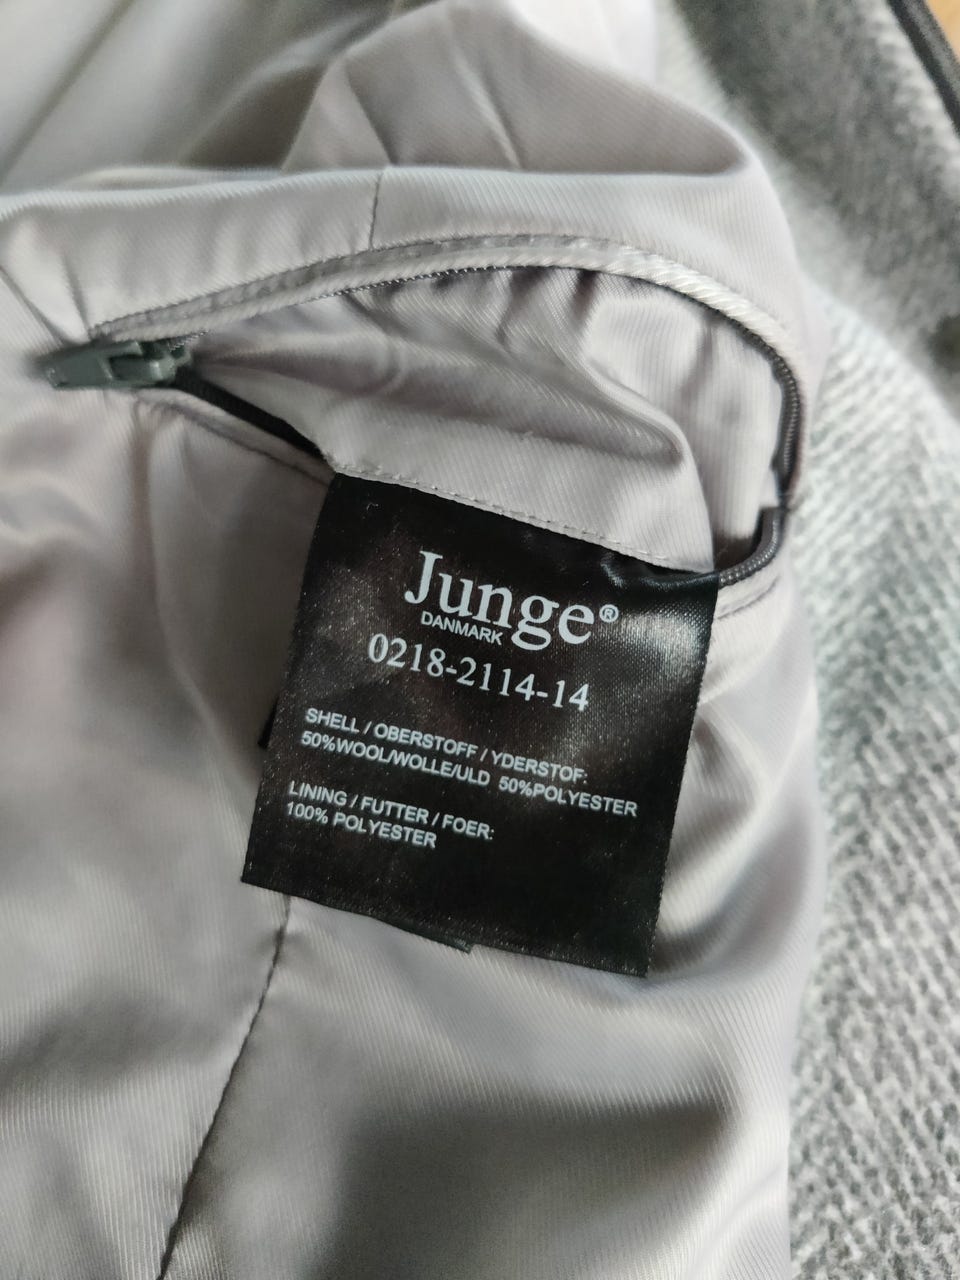 Junge®
DANMARK
0218-2114-14
SHELL / OBERSTOFF / YDERSTOF:
50%WOOL/WOLLE/ULD 50%POLYESTER
LINING / FUTTER / FOER:
100% POLYESTER